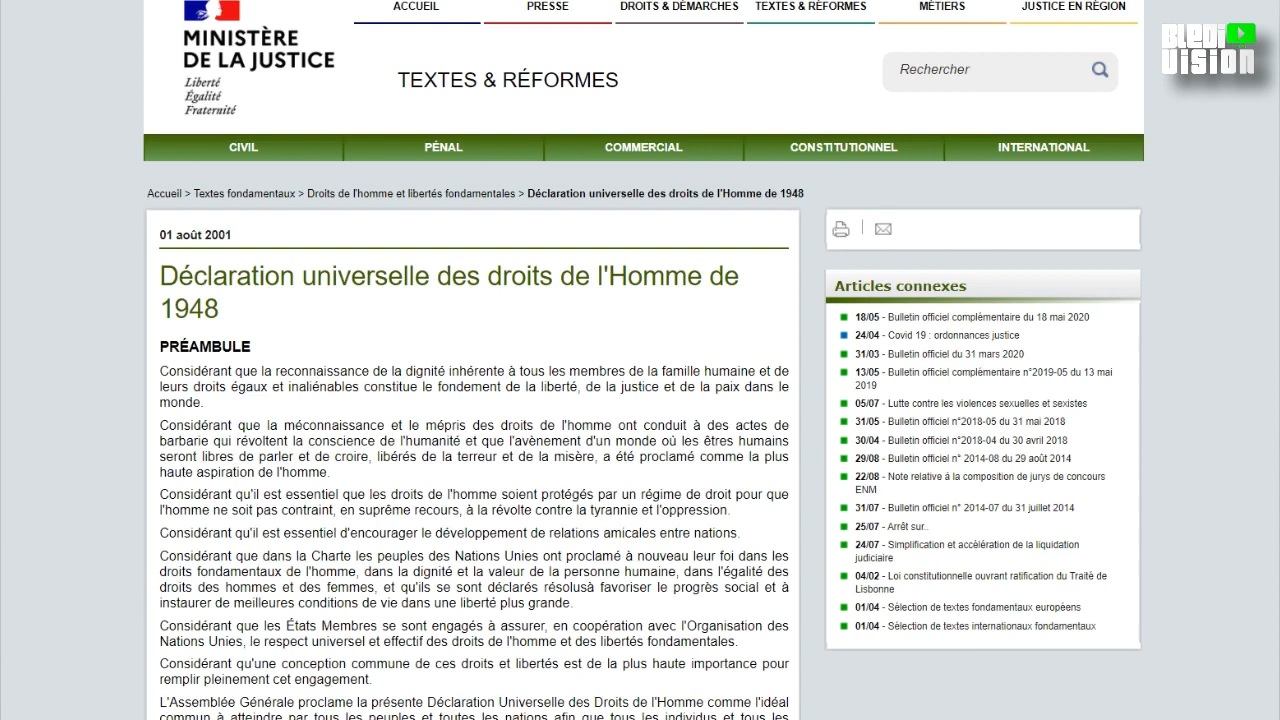 ACCUEIL PRESSE DROITS & DÉMARCHES TEXTES & RÉFORMES MÉTIERS JUSTICE EN RÉGION
MINISTÈRE
DE LA JUSTICE
Liberté
Égalité
Fraternité
TEXTES & RÉFORMES
Rechercher
BLEDi
VISION
CIVIL PÉNAL COMMERCIAL CONSTITUTIONNEL INTERNATIONAL
Accueil > Textes fondamentaux > Droits de l'homme et libertés fondamentales > Déclaration universelle des droits de l'Homme de 1948
01 août 2001
Déclaration universelle des droits de l'Homme de
1948
PRÉAMBULE
Considérant que la reconnaissance de la dignité inhérente à tous les membres de la famille humaine et de
leurs droits égaux et inaliénables constitue le fondement de la liberté, de la justice et de la paix dans le
monde.
Considérant que la méconnaissance et le mépris des droits de l'homme ont conduit à des actes de
barbarie qui révoltent la conscience de l'humanité et que l'avènement d'un monde où les êtres humains
seront libres de parler et de croire, libérés de la terreur et de la misère, a été proclamé comme la plus
haute aspiration de l'homme.
Considérant qu'il est essentiel que les droits de l'homme soient protégés par un régime de droit pour que
l'homme ne soit pas contraint, en suprême recours, à la révolte contre la tyrannie et l'oppression.
Considérant qu'il est essentiel d'encourager le développement de relations amicales entre nations.
Considérant que dans la Charte les peuples des Nations Unies ont proclamé à nouveau leur foi dans les
droits fondamentaux de l'homme, dans la dignité et la valeur de la personne humaine, dans l'égalité des
droits des hommes et des femmes, et qu'ils se sont déclarés résolusà favoriser le progrès social et à
instaurer de meilleures conditions de vie dans une liberté plus grande.
Considérant que les États Membres se sont engagés à assurer, en coopération avec l'Organisation des
Nations Unies, le respect universel et effectif des droits de l'homme et des libertés fondamentales.
Considérant qu'une conception commune de ces droits et libertés est de la plus haute importance pour
remplir pleinement cet engagement.
L'Assemblée Générale proclame la présente Déclaration Universelle des Droits de l'Homme comme l'idéal
commun à atteindre par tous les peuples et toutes les nations afin que tous les individus et tous les
Articles connexes
18/05 - Bulletin officiel complémentaire du 18 mai 2020
24/04 - Covid 19 : ordonnances justice
31/03 - Bulletin officiel du 31 mars 2020
13/05 - Bulletin officiel complémentaire n°2019-05 du 13 mai
2019
05/07 - Lutte contre les violences sexuelles et sexistes
31/05 - Bulletin officiel n°2018-05 du 31 mai 2018
30/04 - Bulletin officiel n°2018-04 du 30 avril 2018
29/08 - Bulletin officiel n° 2014-08 du 29 août 2014
22/08 - Note relative à la composition de jurys de concours
ENM
31/07 - Bulletin officiel n° 2014-07 du 31 juillet 2014
25/07 - Arrêt sur..
24/07 - Simplification et accélération de la liquidation
judiciaire
04/02 - Loi constitutionnelle ouvrant ratification du Traité de
Lisbonne
01/04 - Sélection de textes fondamentaux européens
01/04 - Sélection de textes internationaux fondamentaux